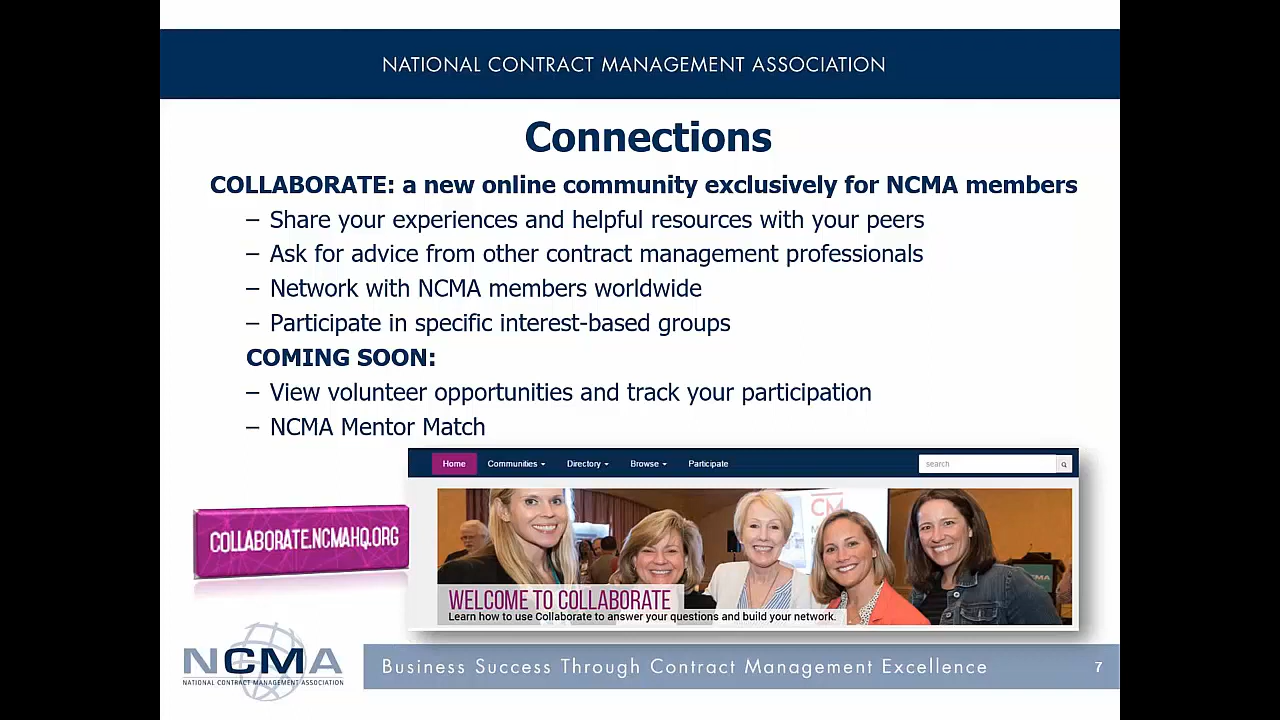 NATIONAL CONTRACT MANAGEMENT ASSOCIATION
Connections
COLLABORATE: a new online community exclusively for NCMA members
– Share your experiences and helpful resources with your peers
– Ask for advice from other contract management professionals
– Network with NCMA members worldwide
– Participate in specific interest-based groups
COMING SOON:
– View volunteer opportunities and track your participation
– NCMA Mentor Match
Home Communities Directory Browse Participate search
CM
NCMA
COLLABORATE.NCMAHQ.ORG
WELCOME TO COLLABORATE
Learn how to use Collaborate to answer your questions and build your network.
NCMA
NATIONAL CONTRACT MANAGEMENT ASSOCIATION
Business Success Through Contract Management Excellence 7